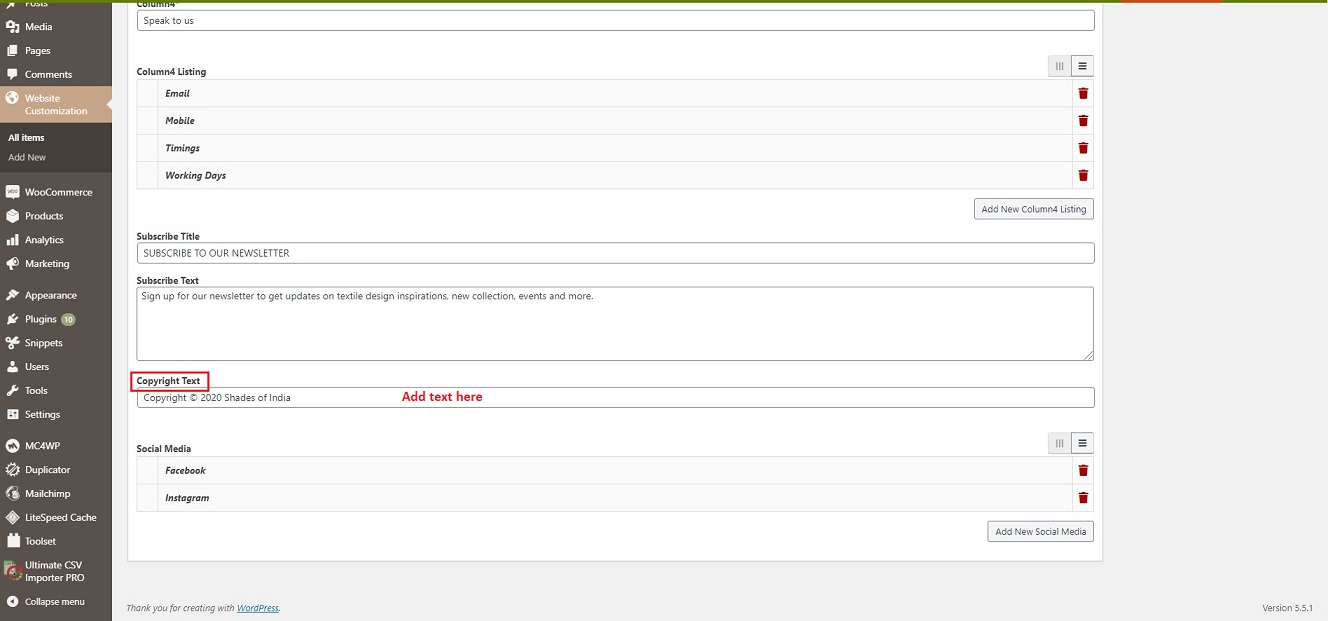 Posts
Media
Pages
Comments
Website
Customization
All items
Add New
WooCommerce
Products
Analytics
Marketing
Appearance
Plugins 10
Snippets
Users
Tools
Settings
MC4WP
Duplicator
Mailchimp
LiteSpeed Cache
Toolset
Ultimate CSV
Importer PRO
Collapse menu
Column4*
Speak to us
Column4 Listing
Email
Mobile
Timings
Working Days
Add New Column4 Listing
Subscribe Title
SUBSCRIBE TO OUR NEWSLETTER
Subscribe Text
Sign up for our newsletter to get updates on textile design inspirations, new collection, events and more.
Copyright Text
Copyright © 2020 Shades of India
Add text here
Social Media
Facebook
Instagram
Add New Social Media
Thank you for creating with WordPress.
Version 5.5.1